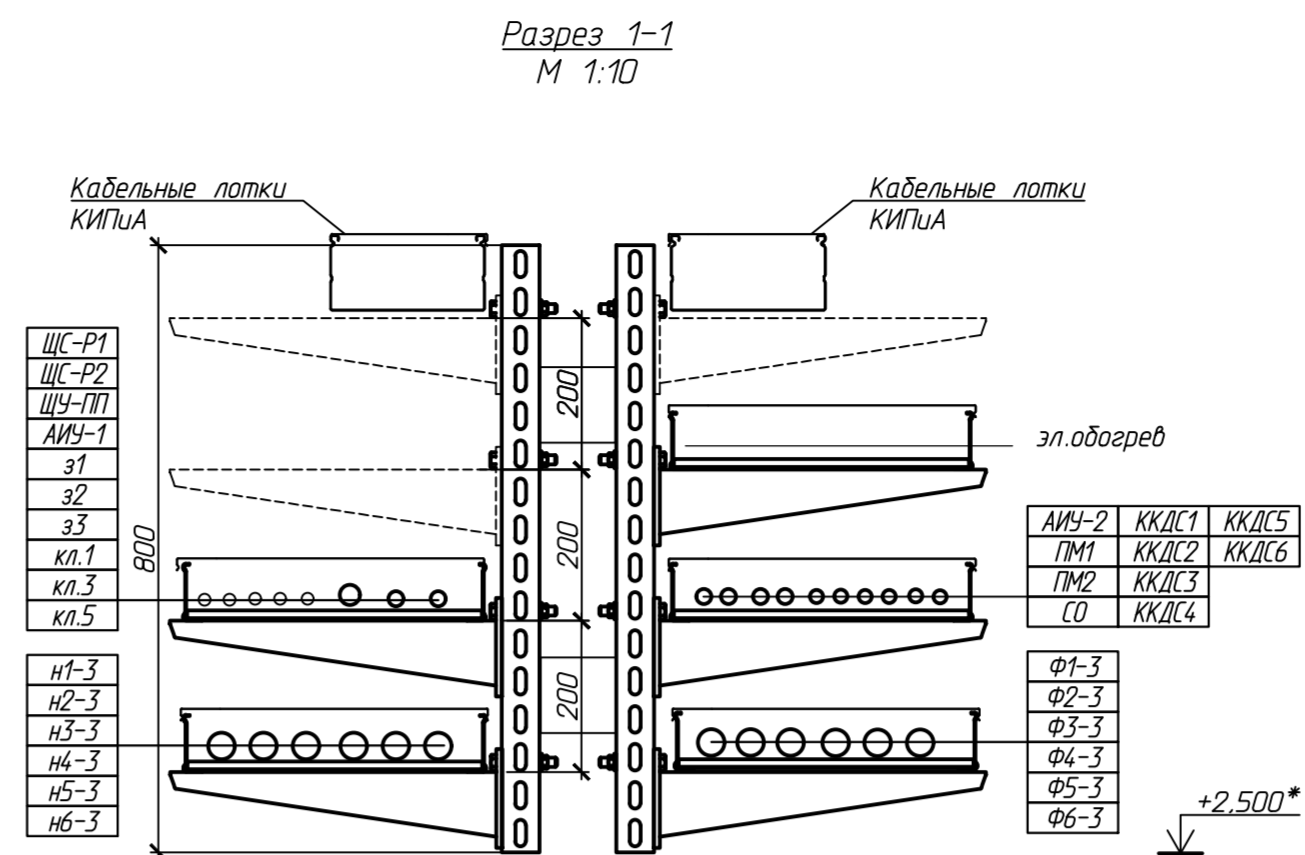 Разрез 1-1
М 1:10
Кабельные лотки
КИПиА
Кабельные лотки
КИПиА
ЩС-Р1
ЩС-Р2
ЩУ-ПП
АИУ-1
з1
з2
з3
кл.1
кл.3
кл.5
800
200
200
200
эл.обогрев
АИУ-2 ККДС1 ККДС5
ПМ1 ККДС2 ККДС6
ПМ2 ККДС3
СО ККДС4
н1-3
н2-3
н3-3
н4-3
н5-3
н6-3
Ф1-3
Ф2-3
Ф3-3
Ф4-3
Ф5-3
Ф6-3
+2,500*